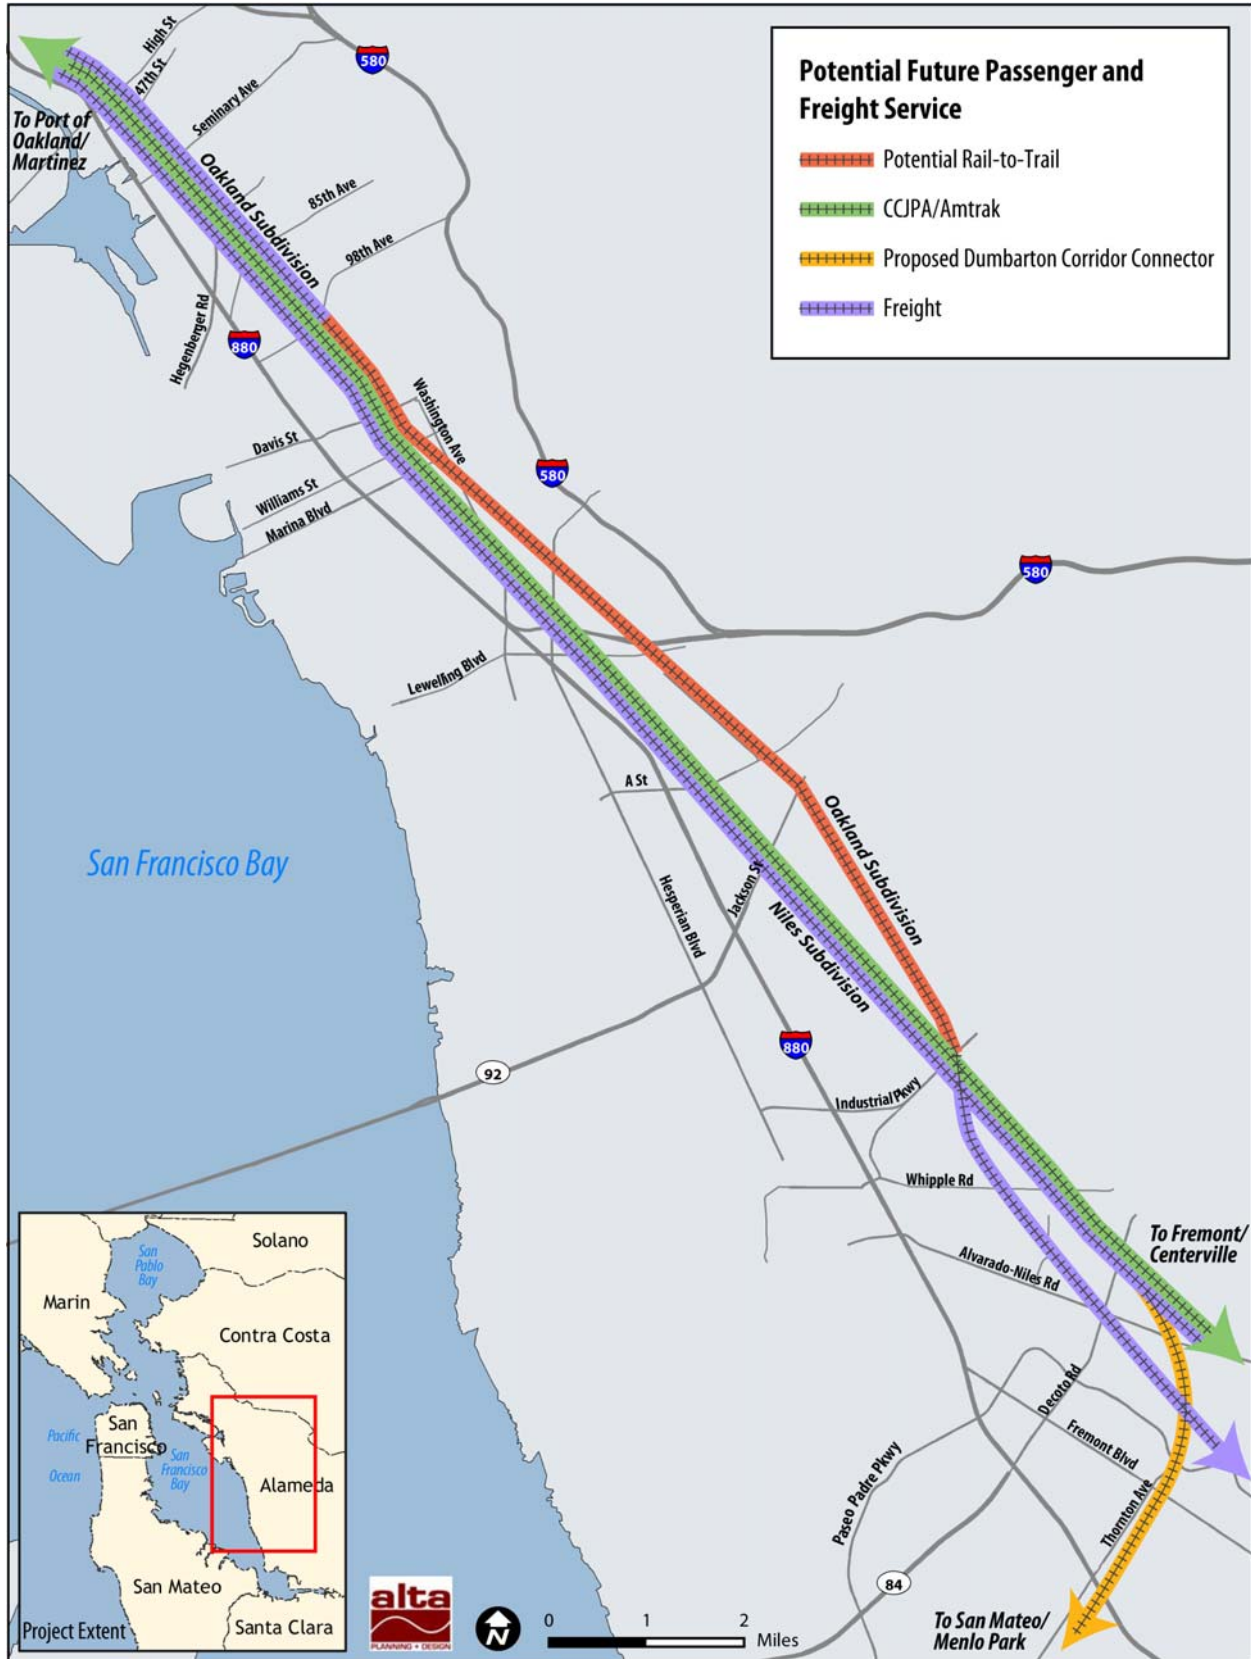 High St
47th St
Seminary Ave
580
To Port of
Oakland/
Martinez
Oakland Subdivision
85th Ave
98th Ave
Hegenberger Rd
880
Potential Future Passenger and
Freight Service
Potential Rail-to-Trail
CCJPA/Amtrak
Proposed Dumbarton Corridor Connector
Freight
Washington Ave
Davis St
580
Williams St
Marina Blvd
580
Lewelling Blvd
A St
San Francisco Bay
Oakland Subdivision
Hesperian Blvd
Jackson St
Niles Subdivision
880
92
Industrial Pkwy
Whipple Rd
To Fremont/
Centerville
Alvarado-Niles Rd
Decoto Rd
Fremont Blvd
Paseo Padre Pkwy
Thornton Ave
84
To San Mateo/
Menlo Park
San
Pablo
Bay
Solano
Marin
Contra Costa
San
Francisco
Pacific
Ocean
San
Francisco
Bay
Alameda
San Mateo
Santa Clara
Project Extent
alta
PLANNING + DESIGN
N
0 1 2
Miles